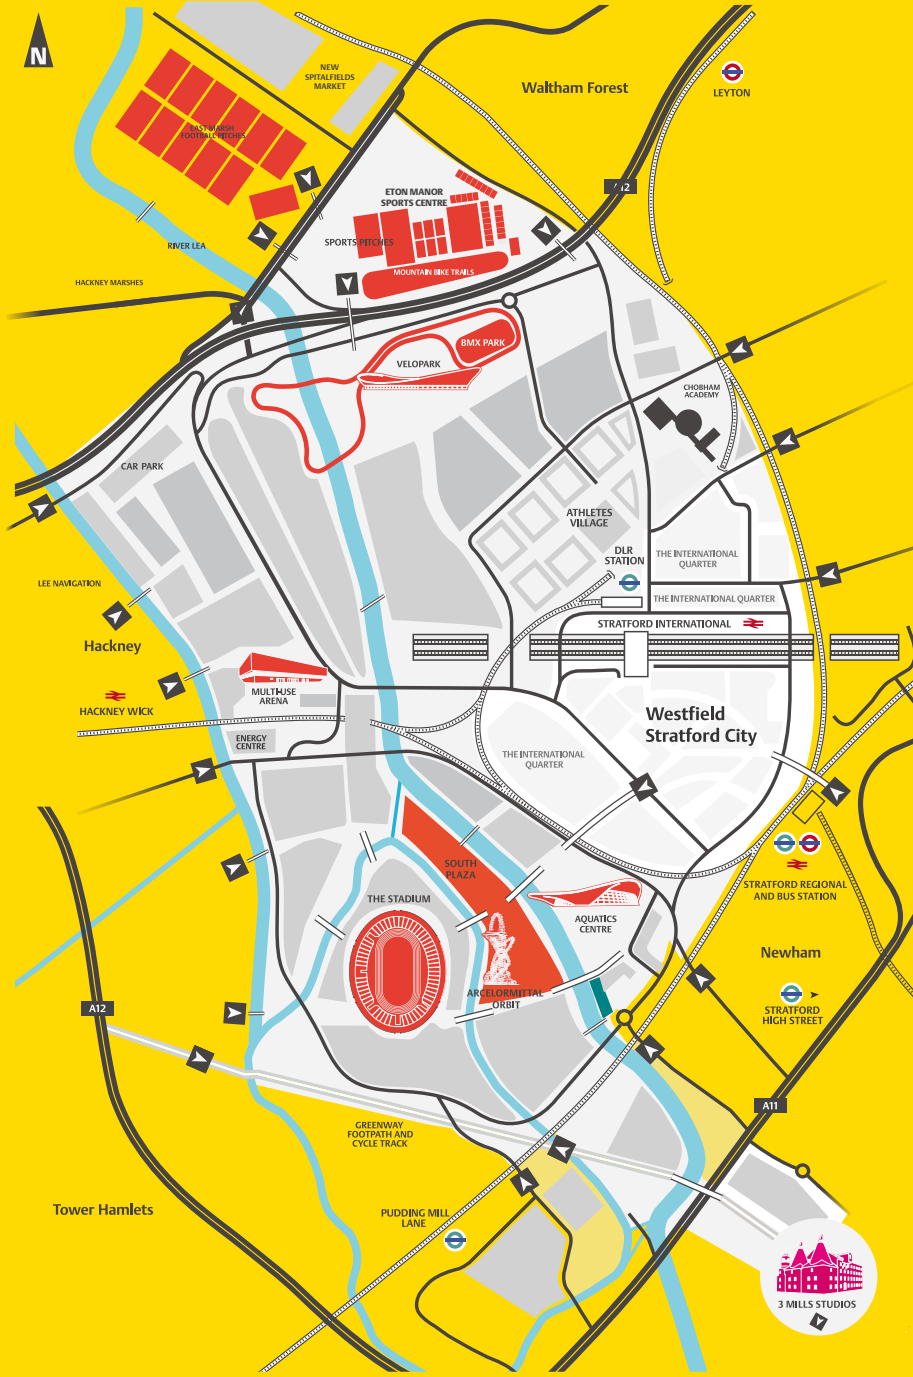 N
NEW
SPITALFIELDS
MARKET
Waltham Forest
LEYTON
EAST MARSH
FOOTBALL PITCHES
A12
ETON MANOR
SPORTS CENTRE
RIVER LEA
SPORTS PITCHES
MOUNTAIN BIKE TRAILS
HACKNEY MARSHES
BMX PARK
VELOPARK
CHOBHAM
ACADEMY
CAR PARK
ATHLETES
VILLAGE
DLR
STATION
THE INTERNATIONAL
QUARTER
LEE NAVIGATION
THE INTERNATIONAL QUARTER
STRATFORD INTERNATIONAL
Hackney
MULTI-USE
ARENA
HACKNEY WICK
Westfield
Stratford City
ENERGY
CENTRE
THE INTERNATIONAL
QUARTER
SOUTH
PLAZA
STRATFORD REGIONAL
AND BUS STATION
THE STADIUM
AQUATICS
CENTRE
Newham
ARCELORMITTAL
ORBIT
A12
STRATFORD
HIGH STREET
A11
GREENWAY
FOOTPATH AND
CYCLE TRACK
Tower Hamlets
PUDDING MILL
LANE
3 MILLS STUDIOS